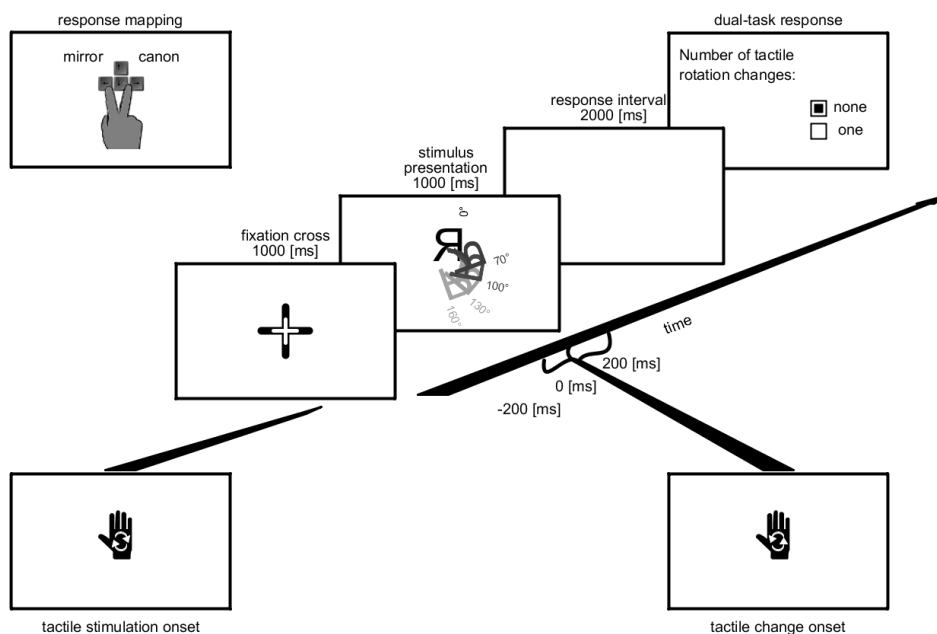 response mapping
mirror canon
dual-task response
Number of tactile
rotation changes:
none
one
response interval
2000 [ms]
stimulus
presentation
1000 [ms]
0°
R
70°
100°
130°
160°
fixation cross
1000 [ms]
time
200 [ms]
0 [ms]
-200 [ms]
tactile stimulation onset
tactile change onset